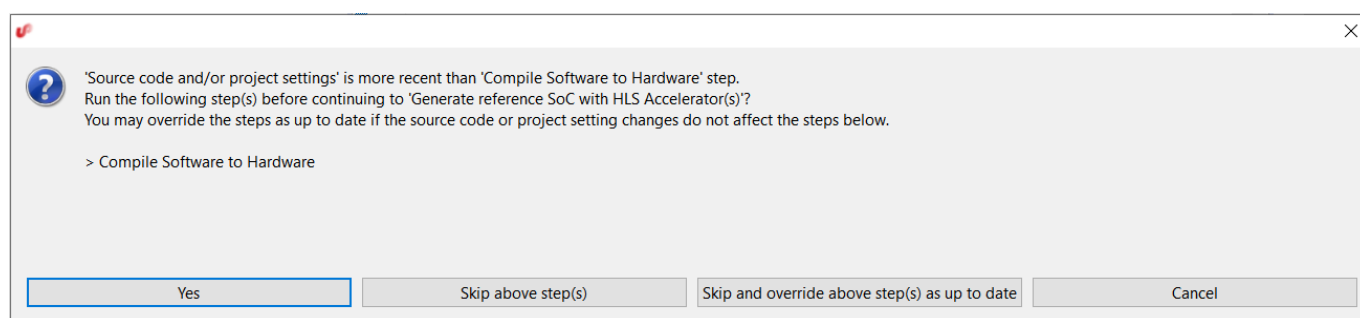 'Source code and/or project settings' is more recent than 'Compile Software to Hardware' step.
Run the following step(s) before continuing to 'Generate reference SoC with HLS Accelerator(s)'?
You may override the steps as up to date if the source code or project setting changes do not affect the steps below.
> Compile Software to Hardware
Yes
Skip above step(s)
Skip and override above step(s) as up to date
Cancel